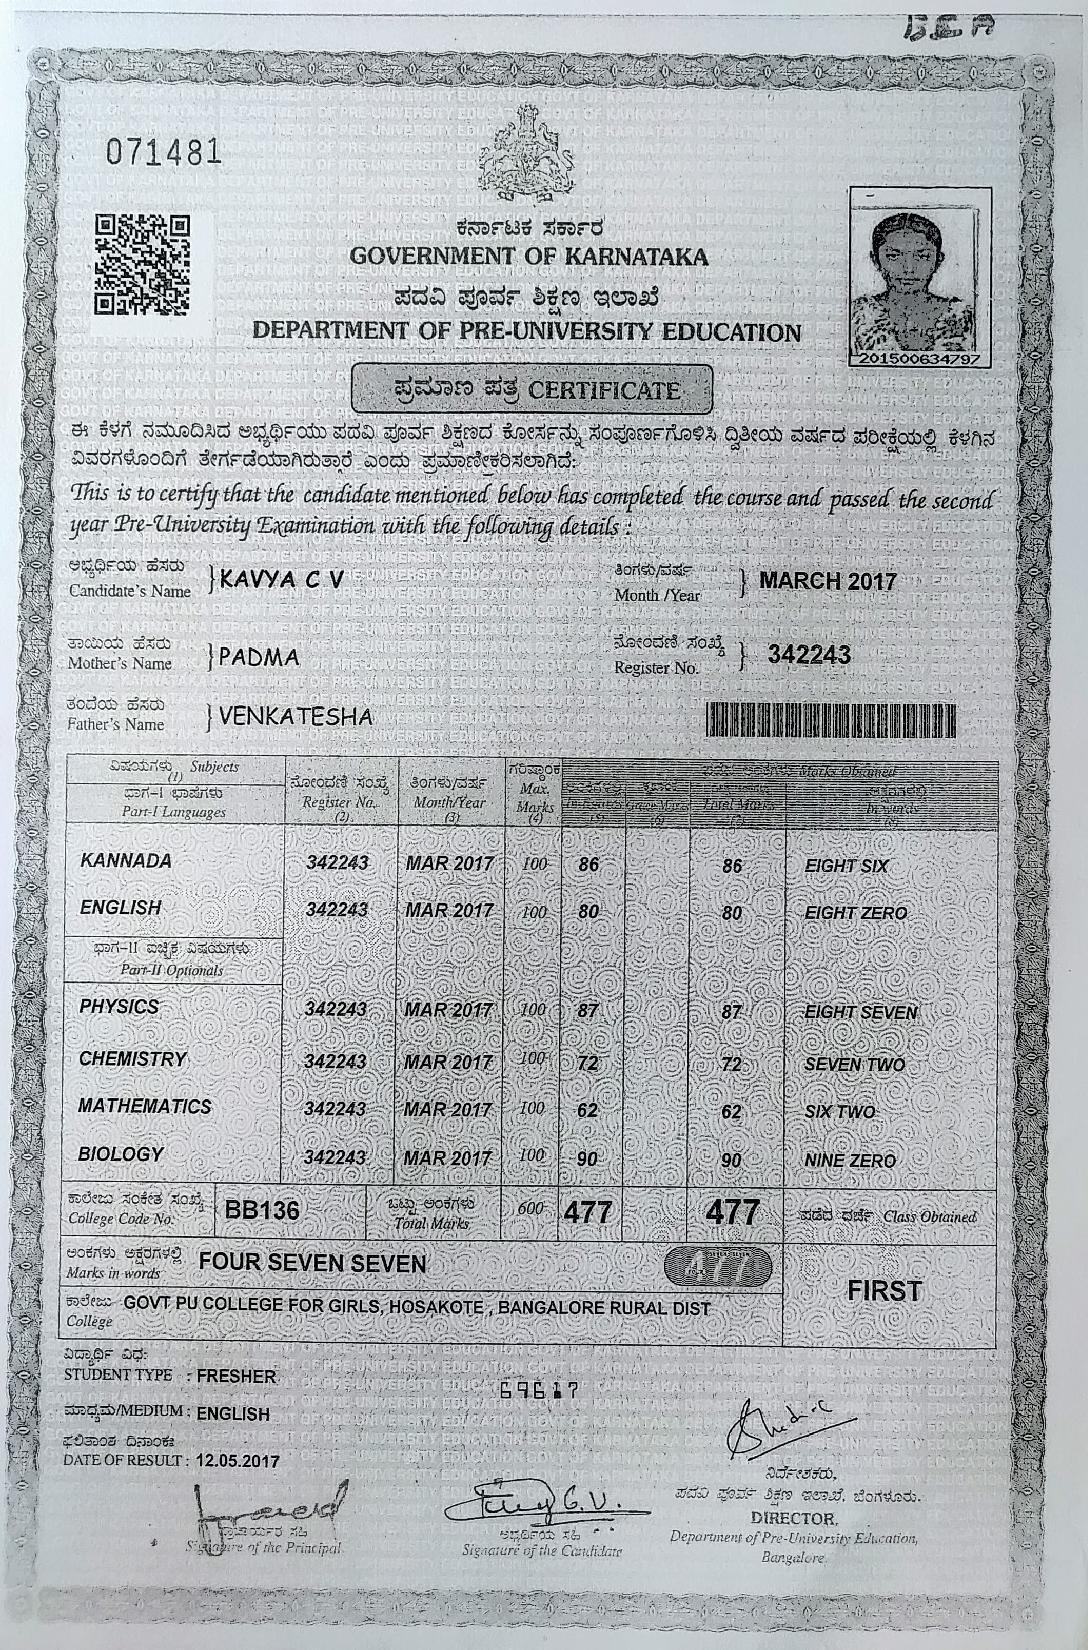 071481
ಕರ್ನಾಟಕ ಸರ್ಕಾರ
GOVERNMENT OF KARNATAKA
ಪದವಿ ಪೂರ್ವ ಶಿಕ್ಷಣ ಇಲಾಖೆ
DEPARTMENT OF PRE-UNIVERSITY EDUCATION
201500634797
ಪ್ರಮಾಣ ಪತ್ರ CERTIFICATE
ಈ ಕೆಳಗೆ ನಮೂದಿಸಿದ ಅಭ್ಯರ್ಥಿಯು ಪದವಿ ಪೂರ್ವ ಶಿಕ್ಷಣದ ಕೋರ್ಸನ್ನು ಸಂಪೂರ್ಣಗೊಳಿಸಿ ದ್ವಿತೀಯ ವರ್ಷದ ಪರೀಕ್ಷೆಯಲ್ಲಿ ಕೆಳಗಿನ
ವಿವರಗಳೊಂದಿಗೆ ತೇರ್ಗಡೆಯಾಗಿರುತ್ತಾರೆ ಎಂದು ಪ್ರಮಾಣೀಕರಿಸಲಾಗಿದೆ:
This is to certify that the candidate mentioned below has completed the course and passed the second
year Pre-University Examination with the following details :
ಅಭ್ಯರ್ಥಿಯ ಹೆಸರು
Candidate's Name } KAVYA C V
ತಿಂಗಳು/ವರ್ಷ
Month /Year } MARCH 2017
ತಾಯಿಯ ಹೆಸರು
Mother's Name } PADMA
ನೋಂದಣಿ ಸಂಖ್ಯೆ
Register No. } 342243
ತಂದೆಯ ಹೆಸರು
Father's Name } VENKATESHA
ವಿಷಯಗಳು Subjects
(1)
ಭಾಗ-I ಭಾಷೆಗಳು
Part-I Languages
ನೋಂದಣಿ ಸಂಖ್ಯೆ
Register No.
(2)
ತಿಂಗಳು/ವರ್ಷ
Month/Year
(3)
ಗರಿಷ್ಠಾಂಕ
Max.
Marks
(4)
Marks Obtained
Total Marks
In Words
KANNADA 342243 MAR 2017 100 86 86 EIGHT SIX
ENGLISH 342243 MAR 2017 100 80 80 EIGHT ZERO
ಭಾಗ-II ಐಚ್ಛಿಕ ವಿಷಯಗಳು
Part-II Optionals
PHYSICS 342243 MAR 2017 100 87 87 EIGHT SEVEN
CHEMISTRY 342243 MAR 2017 100 72 72 SEVEN TWO
MATHEMATICS 342243 MAR 2017 100 62 62 SIX TWO
BIOLOGY 342243 MAR 2017 100 90 90 NINE ZERO
ಕಾಲೇಜು ಸಂಕೇತ ಸಂಖ್ಯೆ
College Code No. BB136
ಒಟ್ಟು ಅಂಕಗಳು
Total Marks 600 477 477
ಪಡೆದ ದರ್ಜೆ Class Obtained
ಅಂಕಗಳು ಅಕ್ಷರಗಳಲ್ಲಿ
Marks in words FOUR SEVEN SEVEN 477
FIRST
ಕಾಲೇಜು GOVT PU COLLEGE FOR GIRLS, HOSAKOTE , BANGALORE RURAL DIST
College
ವಿದ್ಯಾರ್ಥಿ ವಿಧ:
STUDENT TYPE : FRESHER
69617
ಮಾಧ್ಯಮ/MEDIUM : ENGLISH
ಫಲಿತಾಂಶ ದಿನಾಂಕ:
DATE OF RESULT : 12.05.2017
ಪ್ರಾಚಾರ್ಯರ ಸಹಿ
Signature of the Principal
ಅಭ್ಯರ್ಥಿಯ ಸಹಿ
Signature of the Candidate
ನಿರ್ದೇಶಕರು,
ಪದವಿ ಪೂರ್ವ ಶಿಕ್ಷಣ ಇಲಾಖೆ, ಬೆಂಗಳೂರು.
DIRECTOR,
Department of Pre-University Education,
Bangalore.